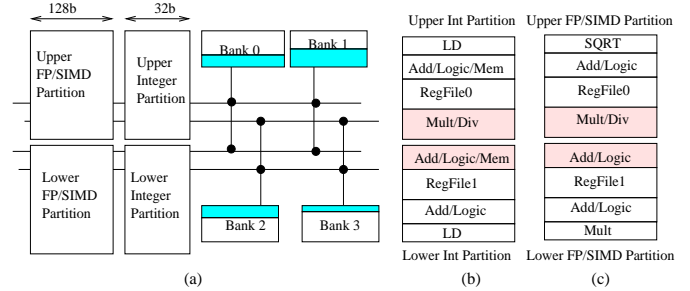 128b
32b
Upper
FP/SIMD
Partition
Upper
Integer
Partition
Bank 0
Bank 1
Lower
FP/SIMD
Partition
Lower
Integer
Partition
Bank 2
Bank 3
(a)
Upper Int Partition
LD
Add/Logic/Mem
RegFile0
Mult/Div
Add/Logic/Mem
RegFile1
Add/Logic
LD
Lower Int Partition
(b)
Upper FP/SIMD Partition
SQRT
Add/Logic
RegFile0
Mult/Div
Add/Logic
RegFile1
Add/Logic
Mult
Lower FP/SIMD Partition
(c)